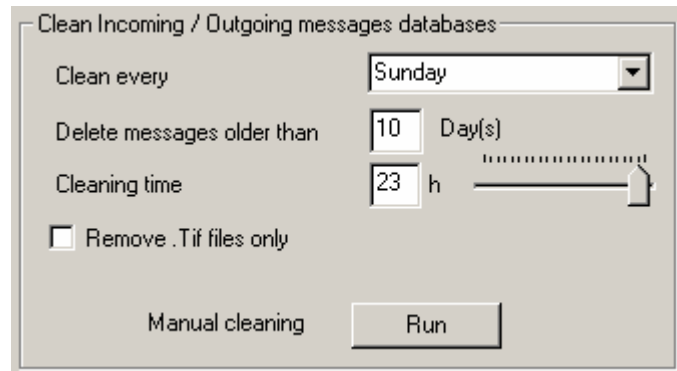 Clean Incoming / Outgoing messages databases
Clean every Sunday
Delete messages older than 10 Day(s)
Cleaning time 23 h
Remove .Tif files only
Manual cleaning Run